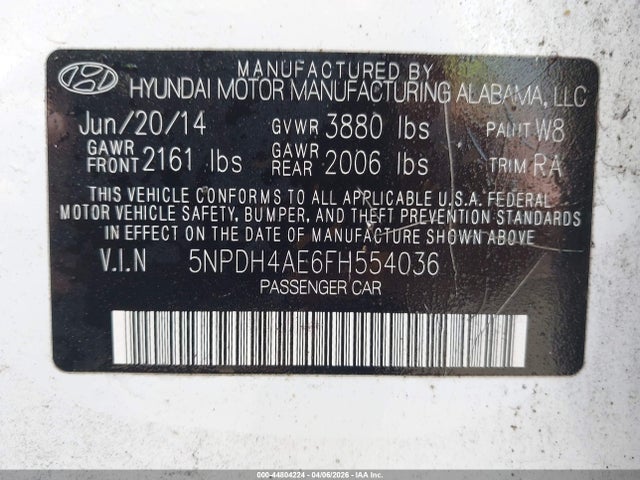 MANUFACTURED BY
HYUNDAI MOTOR MANUFACTURING ALABAMA, LLC
Jun/20/14 GVWR 3880 lbs PAINT W8
GAWR FRONT 2161 lbs GAWR REAR 2006 lbs TRIM RA
THIS VEHICLE CONFORMS TO ALL APPLICABLE U.S.A. FEDERAL
MOTOR VEHICLE SAFETY, BUMPER, AND THEFT PREVENTION STANDARDS
IN EFFECT ON THE DATE OF MANUFACTURE SHOWN ABOVE
V.I.N 5NPDH4AE6FH554036
PASSENGER CAR
000-44804224 - 04/06/2026 - IAA Inc.